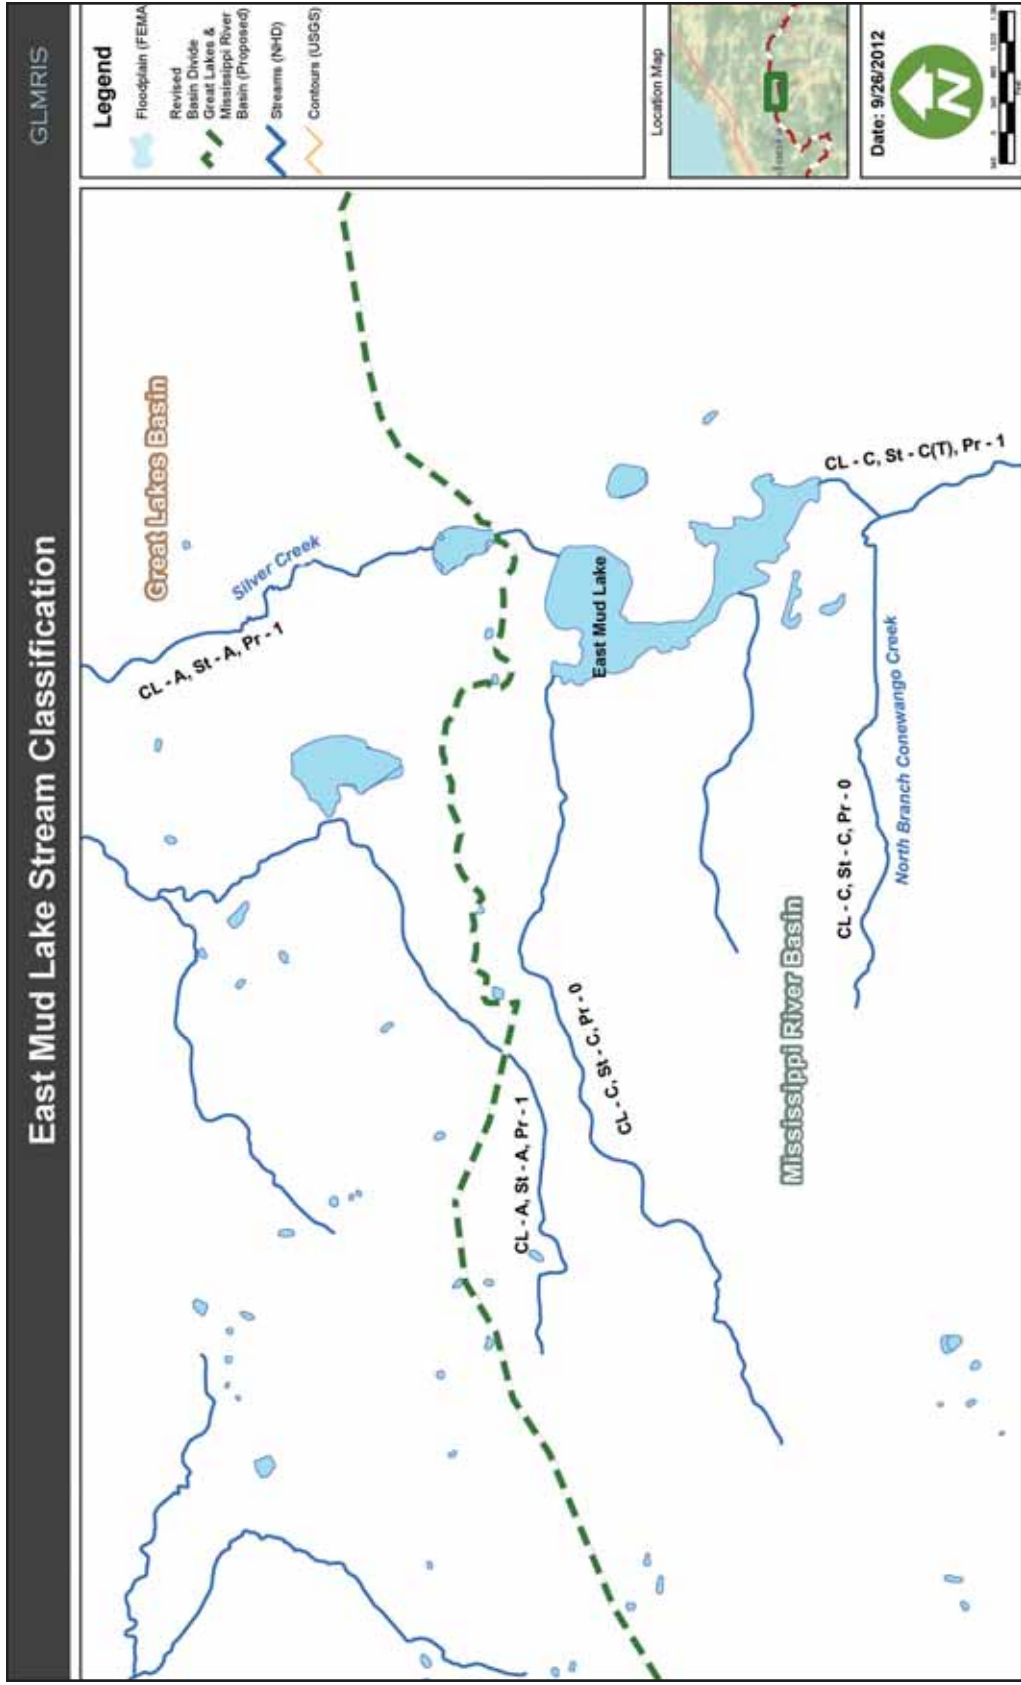 East Mud Lake Stream Classification
GLMRIS
Great Lakes Basin
Silver Creek
CL - A, St - A, Pr - 1
East Mud Lake
CL - A, St - A, Pr - 1
CL - C, St - C, Pr - 0
CL - C, St - C(T), Pr - 1
CL - C, St - C, Pr - 0
North Branch Conewango Creek
Mississippi River Basin
Legend
Floodplain (FEMA
Revised
Basin Divide
Great Lakes &
Mississippi River
Basin (Proposed)
Streams (NHD)
Contours (USGS)
Location Map
Date: 9/26/2012
N